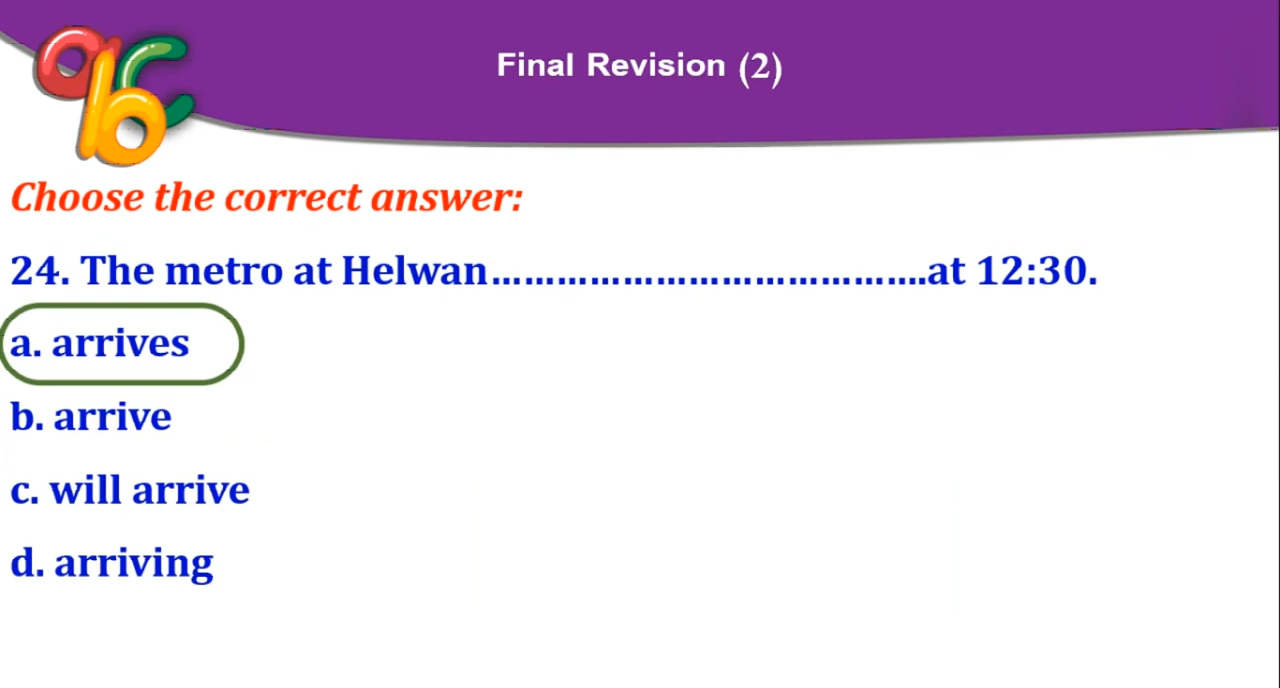 abc
Final Revision (2)
Choose the correct answer:
24. The metro at Helwan........................................at 12:30.
a. arrives
b. arrive
c. will arrive
d. arriving